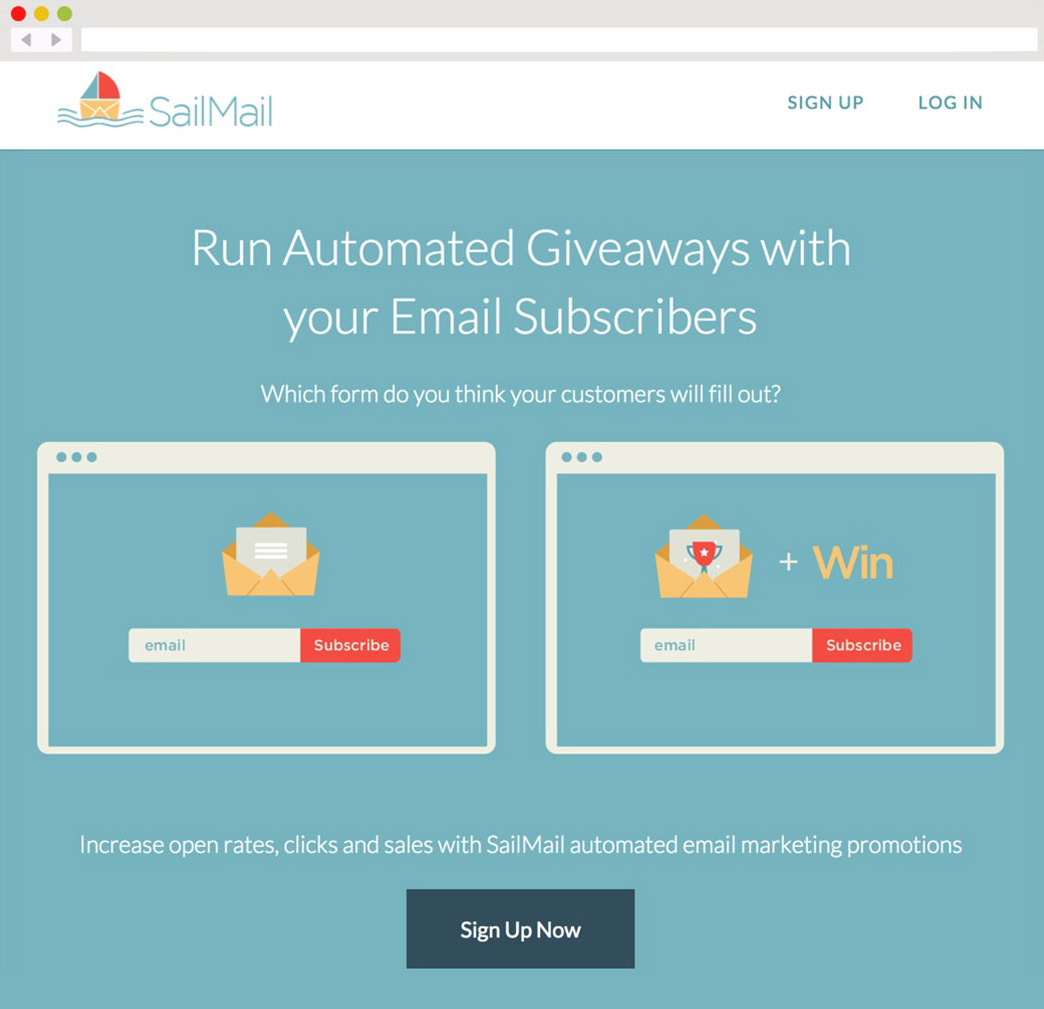 SailMail
SIGN UP
LOG IN
Run Automated Giveaways with
your Email Subscribers
Which form do you think your customers will fill out?
email
Subscribe
+ Win
email
Subscribe
Increase open rates, clicks and sales with SailMail automated email marketing promotions
Sign Up Now